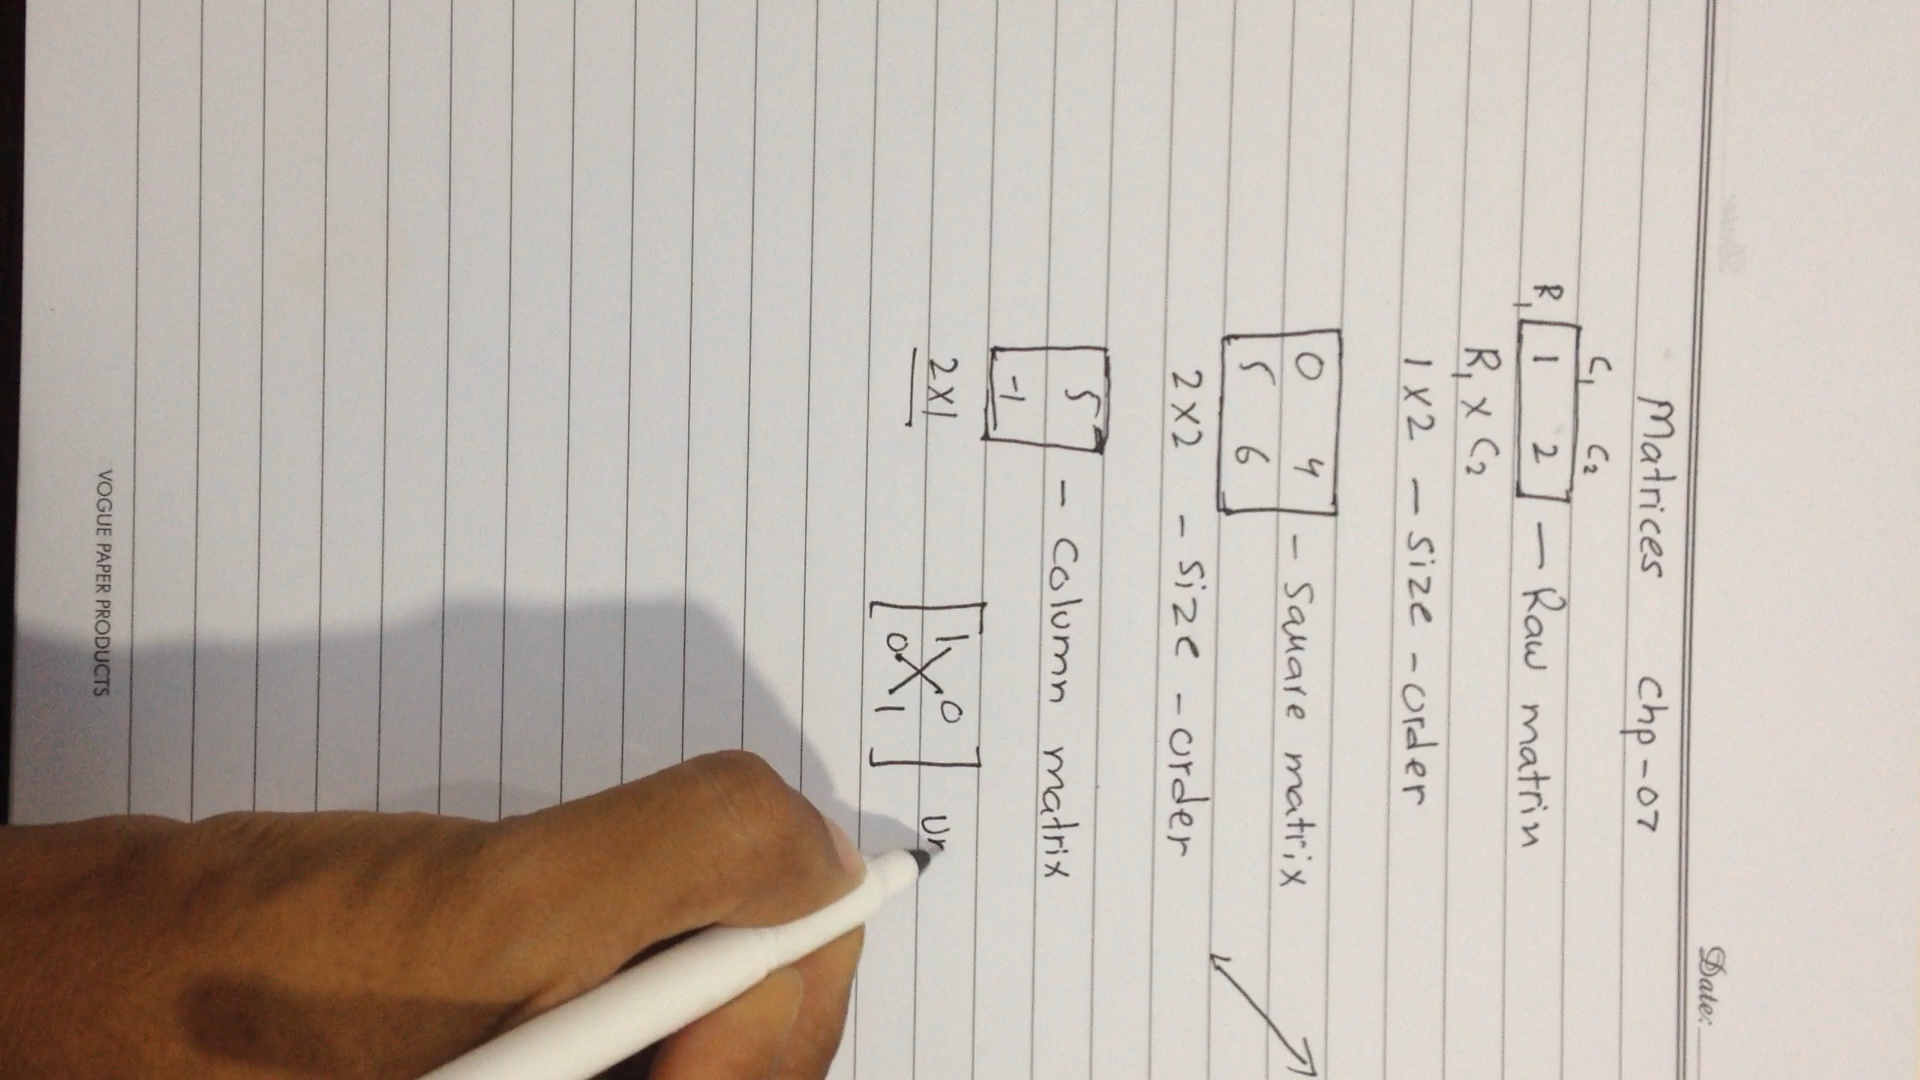 Date:
Matrices Chp-07
C1 C2
R1 [1 2] — Raw matrix
R1 x C2
1x2 - size - order
[0 4 - Square matrix
5 6]
2x2 - size - order
[5 - Column matrix
-1]
2x1
[1 0 Un
0 1]
VOGUE PAPER PRODUCTS